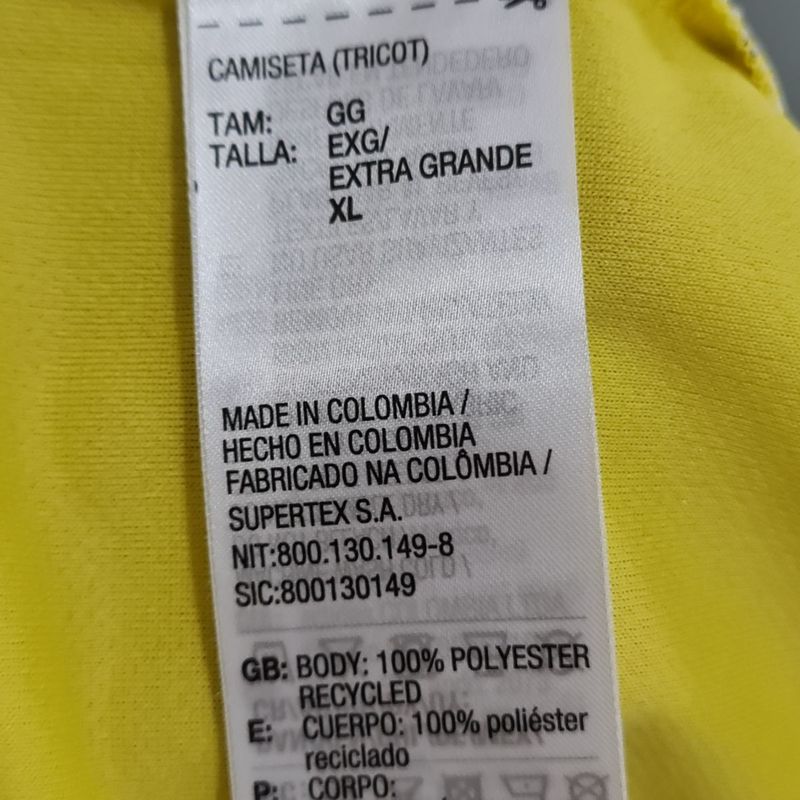 CAMISETA (TRICOT)
TAM: GG
TALLA: EXG/
EXTRA GRANDE
XL
MADE IN COLOMBIA /
HECHO EN COLOMBIA
FABRICADO NA COLÔMBIA /
SUPERTEX S.A.
NIT:800.130.149-8
SIC:800130149
GB: BODY: 100% POLYESTER
RECYCLED
E: CUERPO: 100% poliéster
reciclado
P: CORPO: